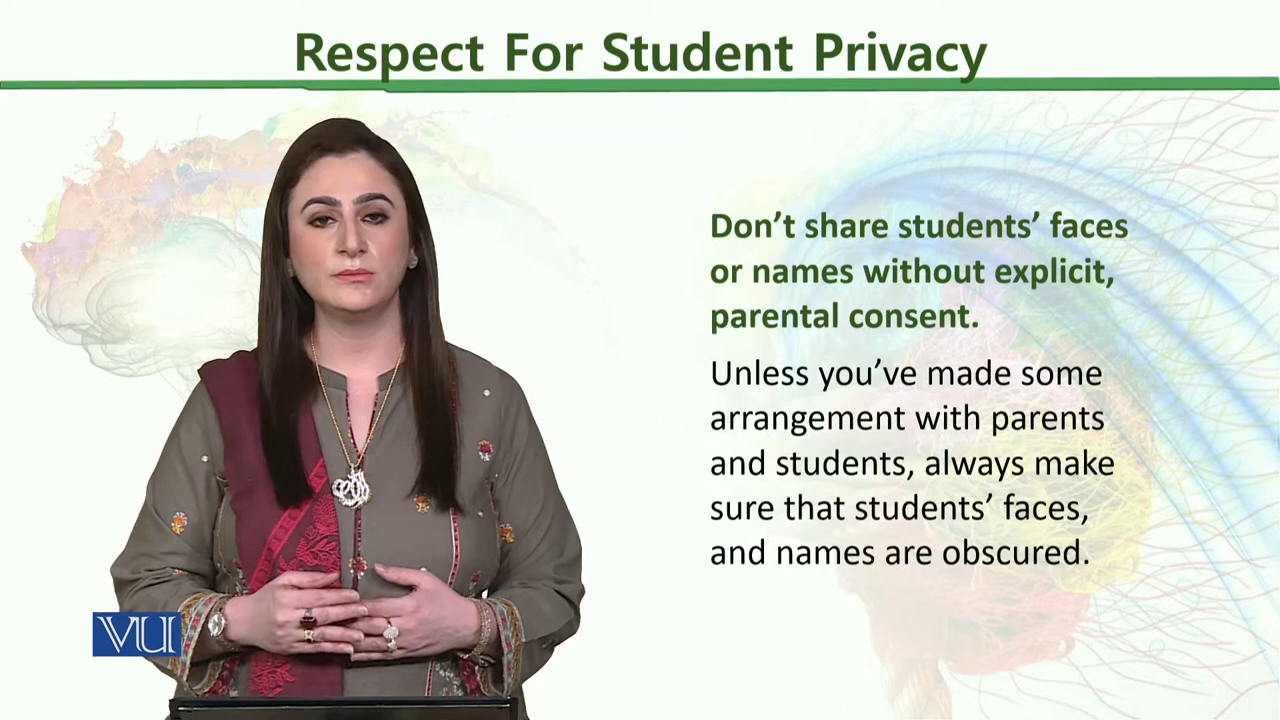 Respect For Student Privacy
Don’t share students’ faces
or names without explicit,
parental consent.
Unless you’ve made some
arrangement with parents
and students, always make
sure that students’ faces,
and names are obscured.
VU